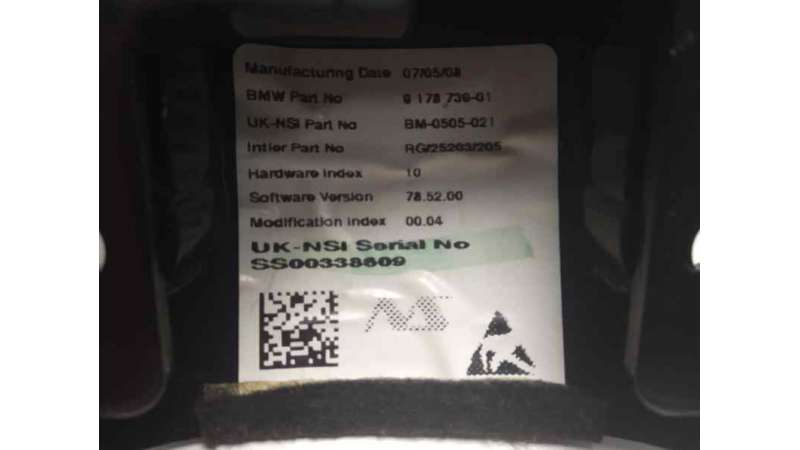 Manufacturing Date 07/05/08
BMW Part No 9 178 739-01
UK-NSI Part No BM-0505-021
Intier Part No RG/25203/205
Hardware Index 10
Software Version 78.52.00
Modification Index 00.04
UK-NSI Serial No
SS00338609